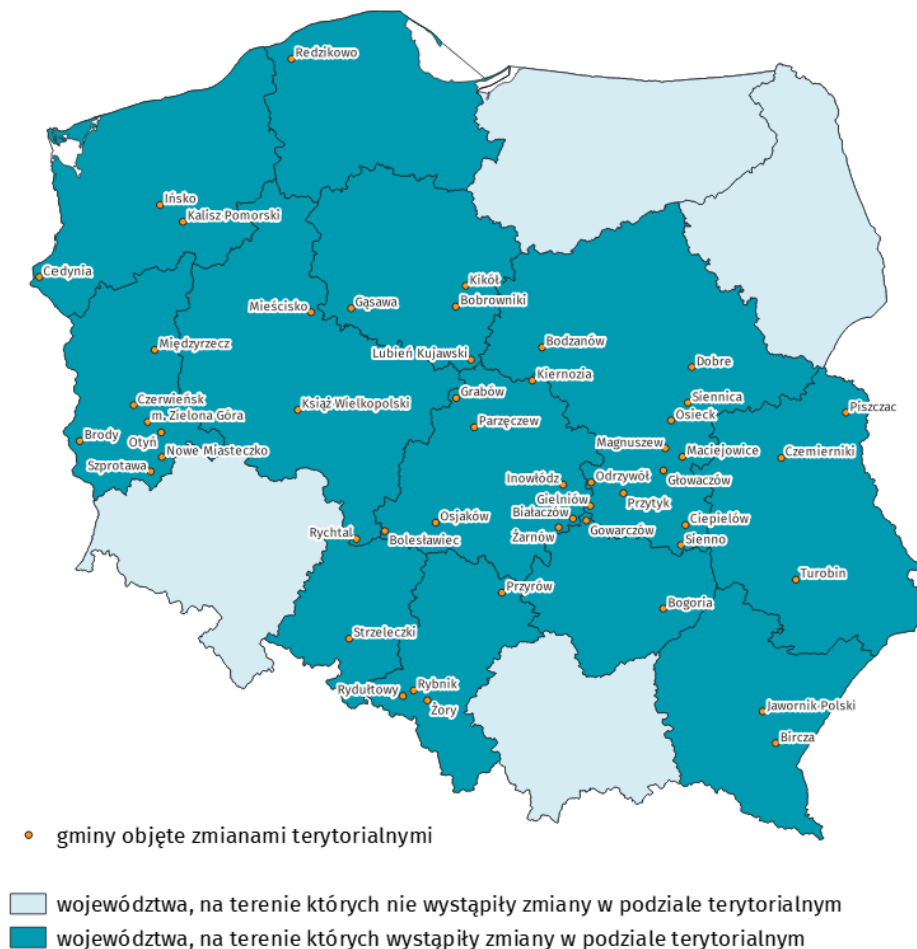 Redzikowo
Ińsko
Kalisz Pomorski
Cedynia
Kikół
Mieścisko
Gąsawa
Bobrowniki
Międzyrzecz
Lubień Kujawski
Bodzanów
Dobre
Kiernozia
Grabów
Czerwieńsk
Książ Wielkopolski
Siennica
Piszczac
m. Zielona Góra
Parzęczew
Osieck
Brody
Otyń
Magnuszew
Nowe Miasteczko
Maciejowice
Czemierniki
Szprotawa
Inowłódz
Odrzywół
Głowaczów
Gielniów
Przytyk
Białaczów
Osjaków
Ciepielów
Rychtal
Bolesławiec
Żarnów
Gowarczów
Sienno
Turobin
Przyrów
Bogoria
Strzeleczki
Rydułtowy
Rybnik
Żory
Jawornik Polski
Bircza
gminy objęte zmianami terytorialnymi
województwa, na terenie których nie wystąpiły zmiany w podziale terytorialnym
województwa, na terenie których wystąpiły zmiany w podziale terytorialnym